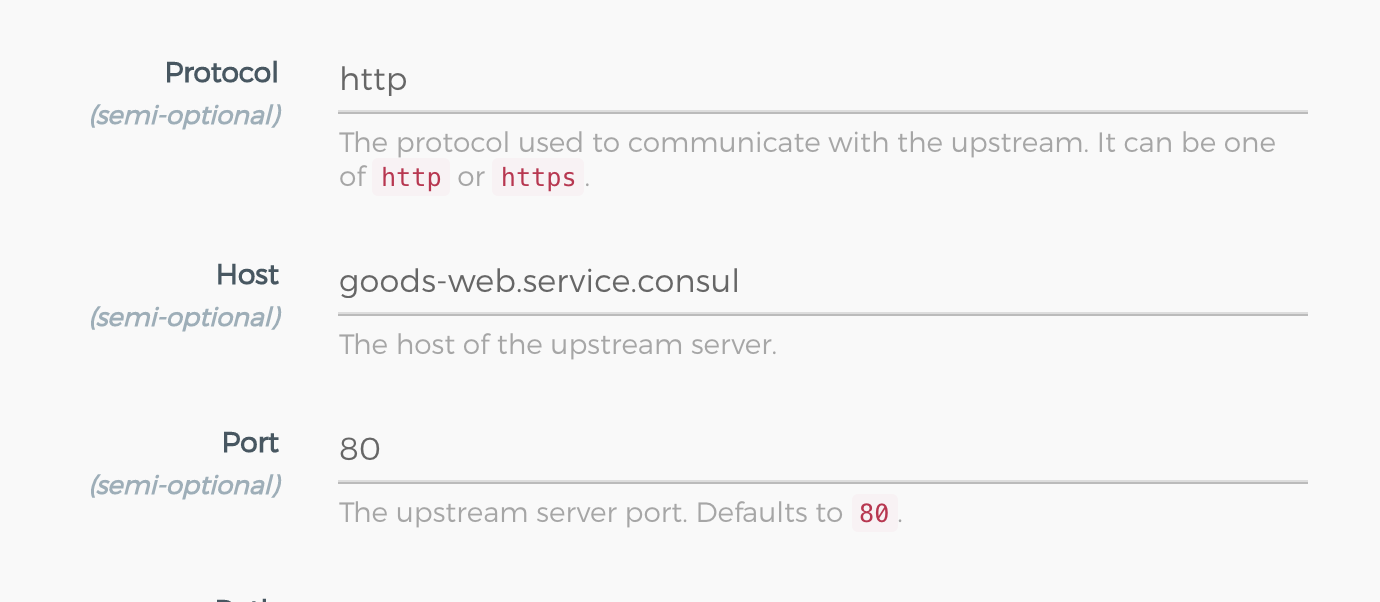 Protocol
(semi-optional)
http
The protocol used to communicate with the upstream. It can be one
of http or https.
Host
(semi-optional)
goods-web.service.consul
The host of the upstream server.
Port
(semi-optional)
80
The upstream server port. Defaults to 80.